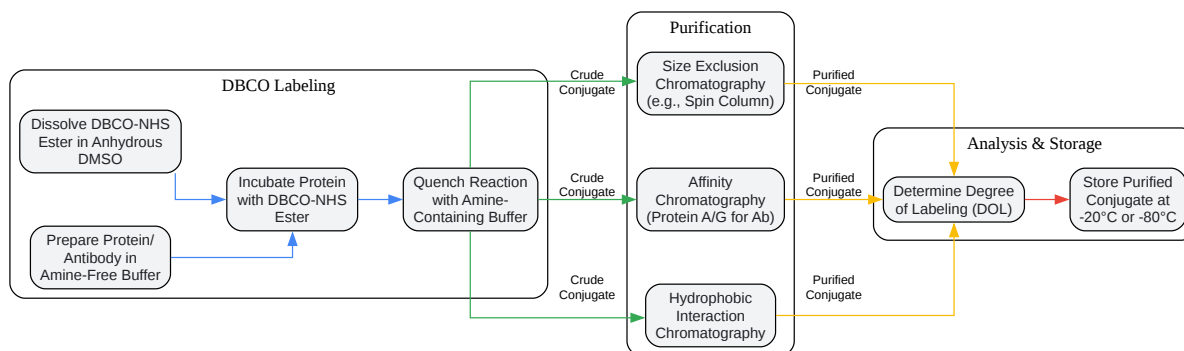 DBCO Labeling
Dissolve DBCO-NHS
Ester in Anhydrous
DMSO
Prepare Protein/
Antibody in
Amine-Free Buffer
Incubate Protein
with DBCO-NHS
Ester
Quench Reaction
with Amine-
Containing Buffer
Crude
Conjugate
Crude
Conjugate
Crude
Conjugate
Purification
Size Exclusion
Chromatography
(e.g., Spin Column)
Affinity
Chromatography
(Protein A/G for Ab)
Hydrophobic
Interaction
Chromatography
Purified
Conjugate
Purified
Conjugate
Purified
Conjugate
Analysis & Storage
Determine Degree
of Labeling (DOL)
Store Purified
Conjugate at
-20°C or -80°C